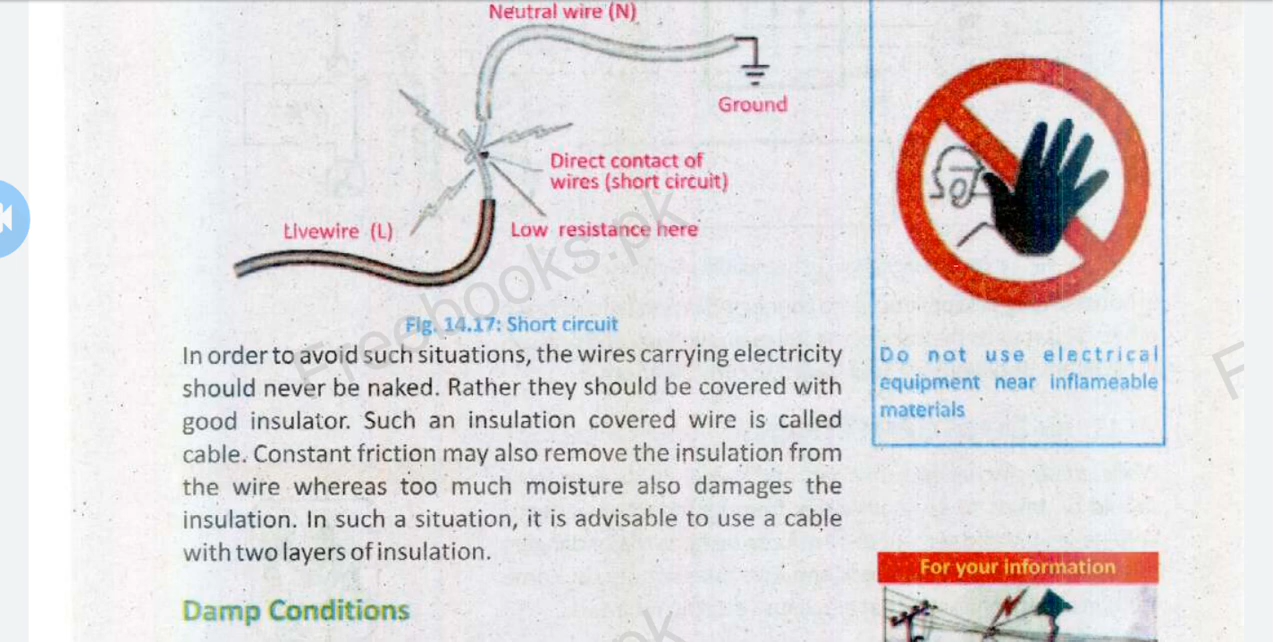 Neutral wire (N)
Ground
Direct contact of
wires (short circuit)
Livewire (L)
Low resistance here
Fig. 14.17: Short circuit
In order to avoid such situations, the wires carrying electricity
should never be naked. Rather they should be covered with
good insulator. Such an insulation covered wire is called
cable. Constant friction may also remove the insulation from
the wire whereas too much moisture also damages the
insulation. In such a situation, it is advisable to use a cable
with two layers of insulation.
Damp Conditions
Do not use electrical
equipment near inflameable
materials
For your information
Freebooks.pk
pk
F